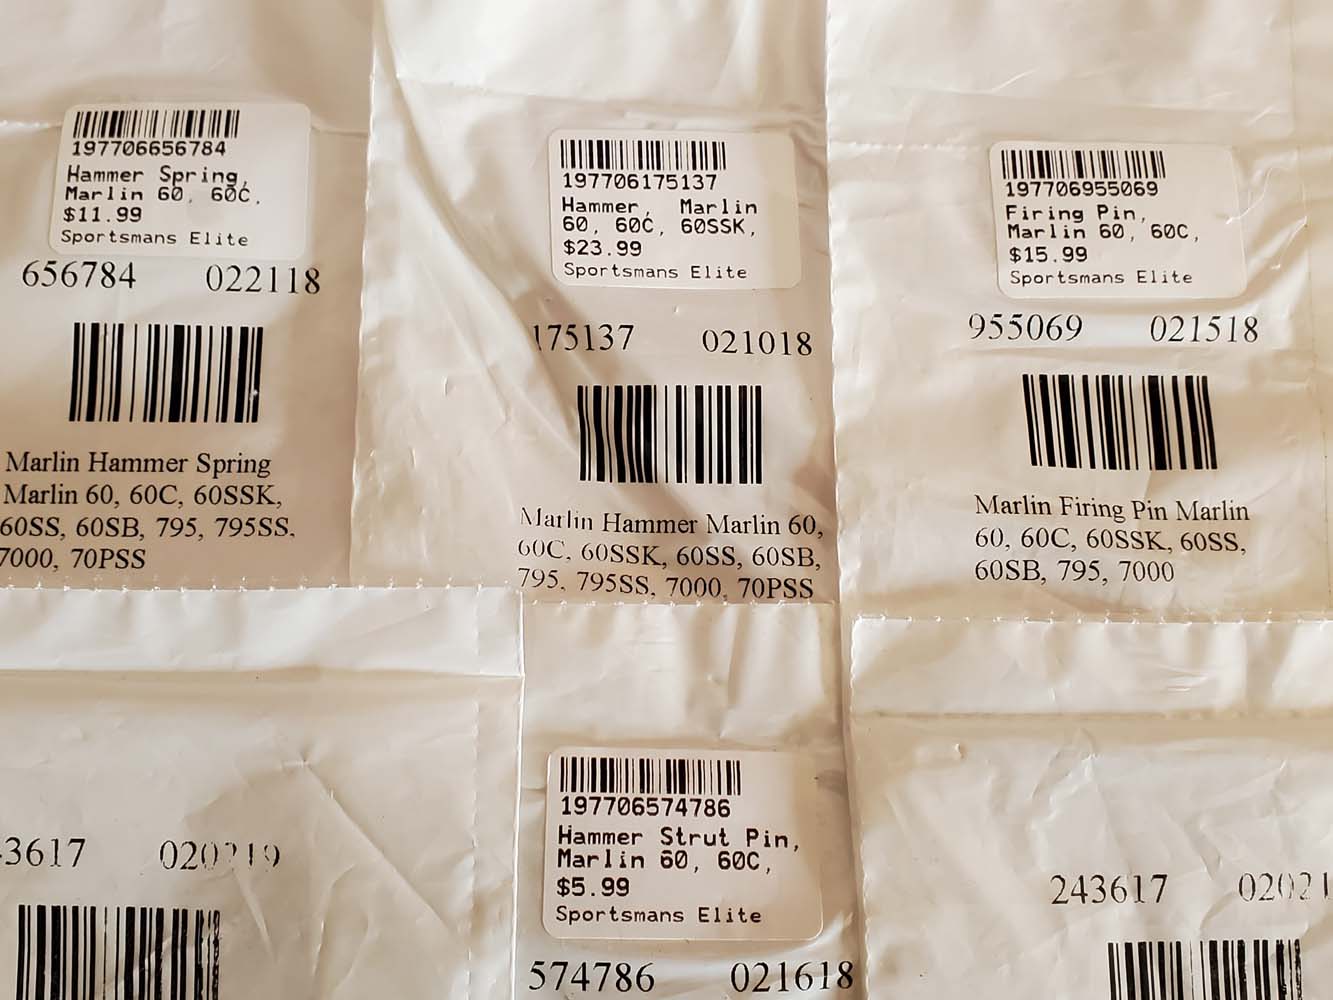 197706656784
Hammer Spring,
Marlin 60, 60C,
$11.99
Sportsmans Elite
656784 022118
Marlin Hammer Spring
Marlin 60, 60C, 60SSK,
60SS, 60SB, 795, 795SS,
7000, 70PSS
197706175137
Hammer, Marlin
60, 60C, 60SSK,
$23.99
Sportsmans Elite
175137 021018
Marlin Hammer Marlin 60,
60C, 60SSK, 60SS, 60SB,
795, 795SS, 7000, 70PSS
197706955069
Firing Pin,
Marlin 60, 60C,
$15.99
Sportsmans Elite
955069 021518
Marlin Firing Pin Marlin
60, 60C, 60SSK, 60SS,
60SB, 795, 7000
3617
197706574786
Hammer Strut Pin,
Marlin 60, 60C,
$5.99
Sportsmans Elite
574786 021618
243617